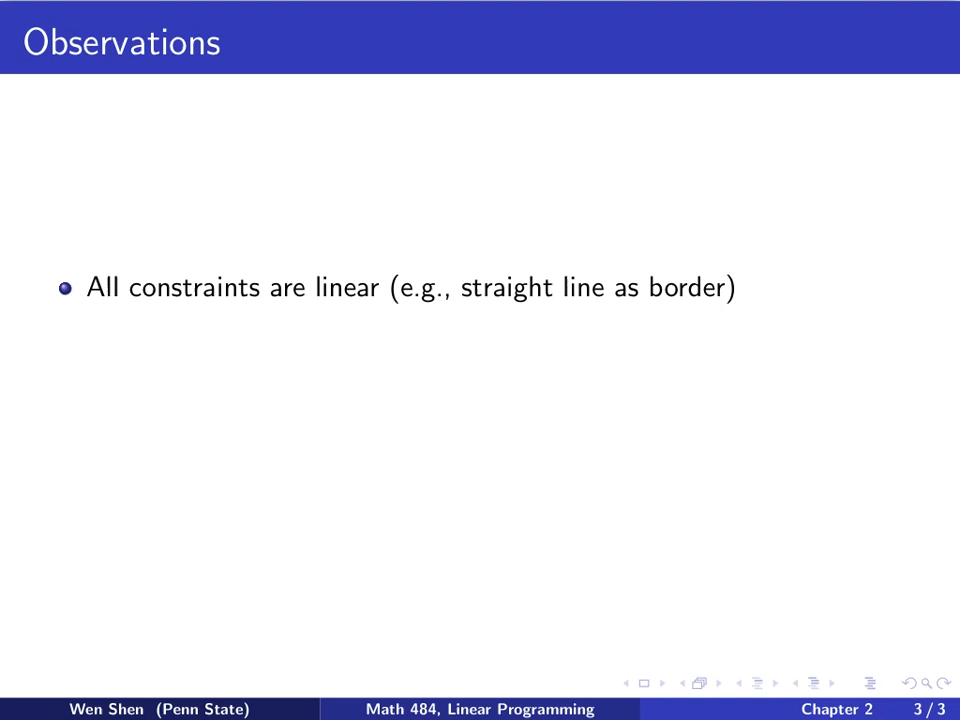 Observations
All constraints are linear (e.g., straight line as border)
Wen Shen (Penn State)
Math 484, Linear Programming
Chapter 2
3 / 3